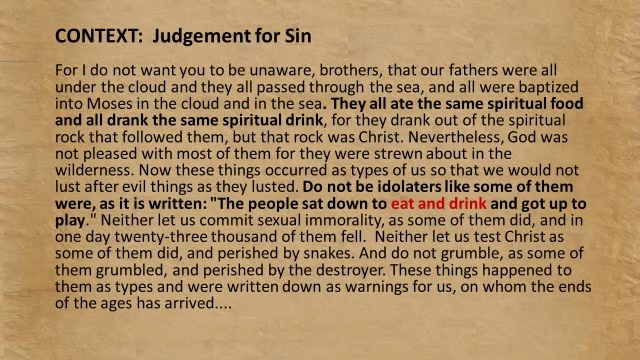 CONTEXT:  Judgement for Sin
For I do not want you to be unaware, brothers, that our fathers were all
under the cloud and they all passed through the sea, and all were baptized
into Moses in the cloud and in the sea. They all ate the same spiritual food
and all drank the same spiritual drink, for they drank out of the spiritual
rock that followed them, but that rock was Christ. Nevertheless, God was
not pleased with most of them for they were strewn about in the
wilderness. Now these things occurred as types of us so that we would not
lust after evil things as they lusted. Do not be idolaters like some of them
were, as it is written: "The people sat down to eat and drink and got up to
play." Neither let us commit sexual immorality, as some of them did, and in
one day twenty-three thousand of them fell.  Neither let us test Christ as
some of them did, and perished by snakes. And do not grumble, as some of
them grumbled, and perished by the destroyer. These things happened to
them as types and were written down as warnings for us, on whom the ends
of the ages has arrived....